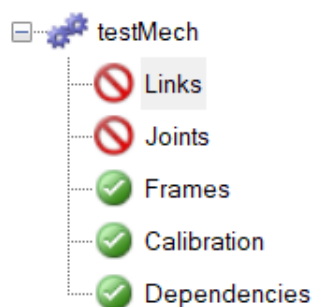 testMech
Links
Joints
Frames
Calibration
Dependencies